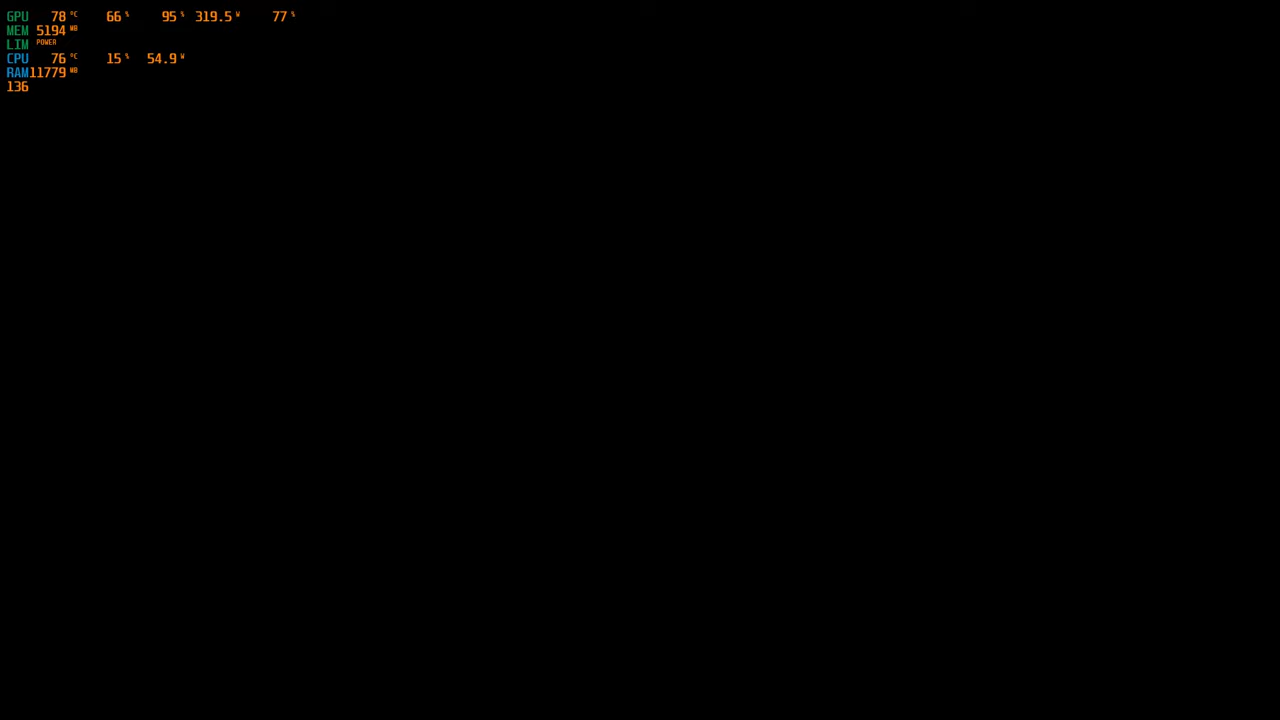 GPU 78 °C 66 % 95 % 319.5 W 77 %
MEM 5194 MB
LIM POWER
CPU 76 °C 15 % 54.9 W
RAM 11779 MB
136